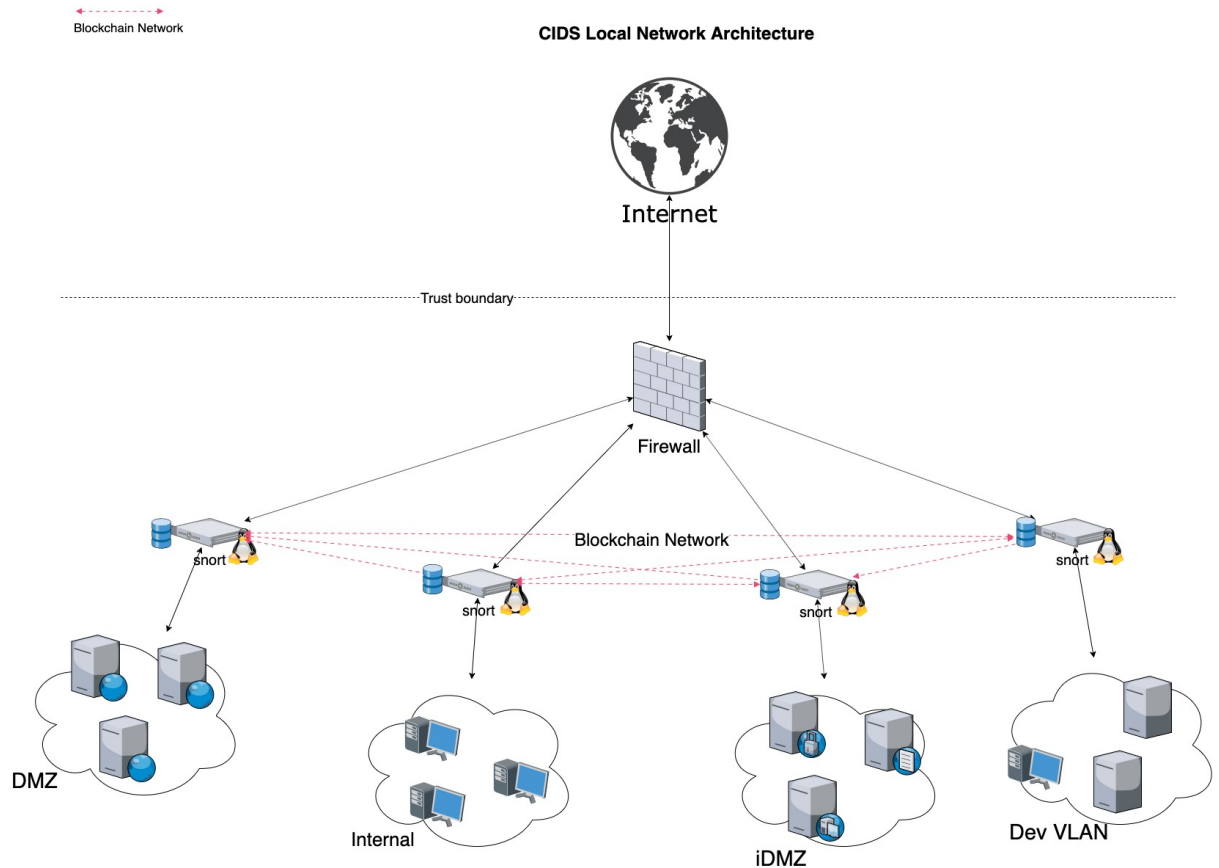 Blockchain Network
CIDS Local Network Architecture
Internet
Trust boundary
Firewall
Blockchain Network
snort
snort
snort
snort
DMZ
Internal
iDMZ
Dev VLAN